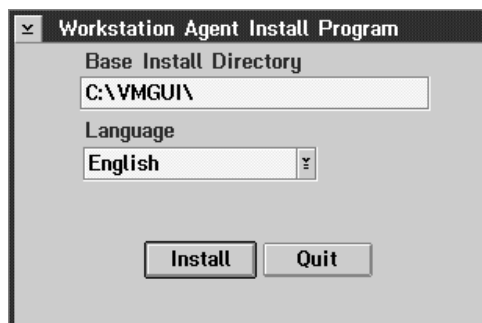 Workstation Agent Install Program
Base Install Directory
C:\VMGUI\
Language
English
Install Quit